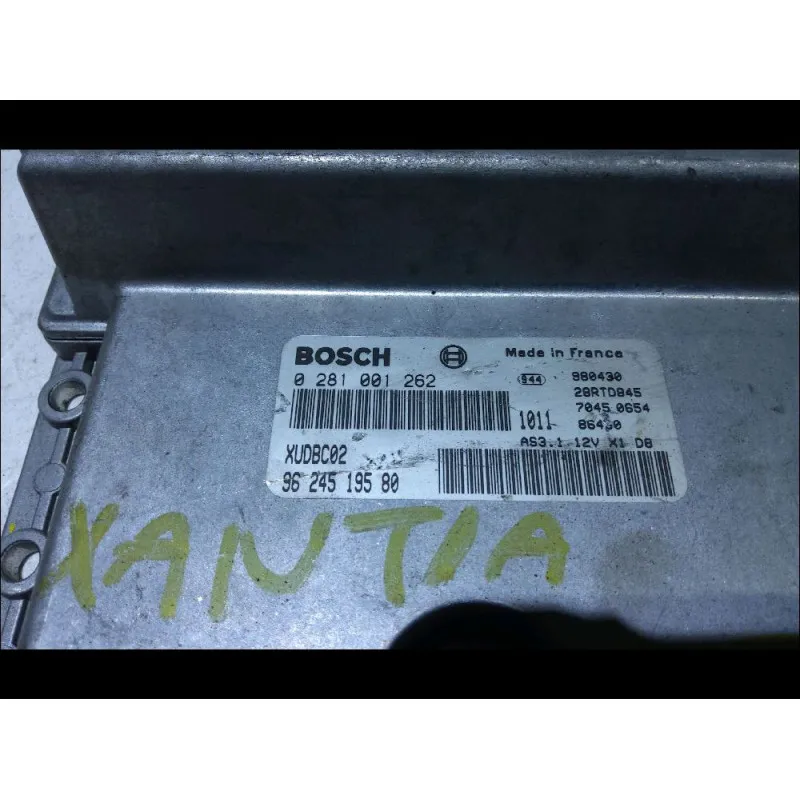 BOSCH Made in France
0 281 001 262 944 980430
28RTD845
7045 0654
1011 86430
AS3.1 12V X1 D8
XUDBC02
96 245 195 80
XANTIA